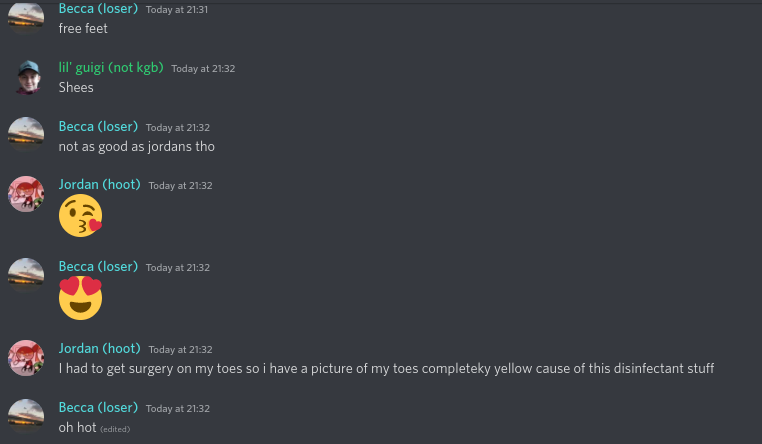 Becca (loser) Today at 21:31
free feet
lil' guigi (not kgb) Today at 21:32
Shees
Becca (loser) Today at 21:32
not as good as jordans tho
Jordan (hoot) Today at 21:32
Becca (loser) Today at 21:32
Jordan (hoot) Today at 21:32
I had to get surgery on my toes so i have a picture of my toes completeky yellow cause of this disinfectant stuff
Becca (loser) Today at 21:32
oh hot (edited)